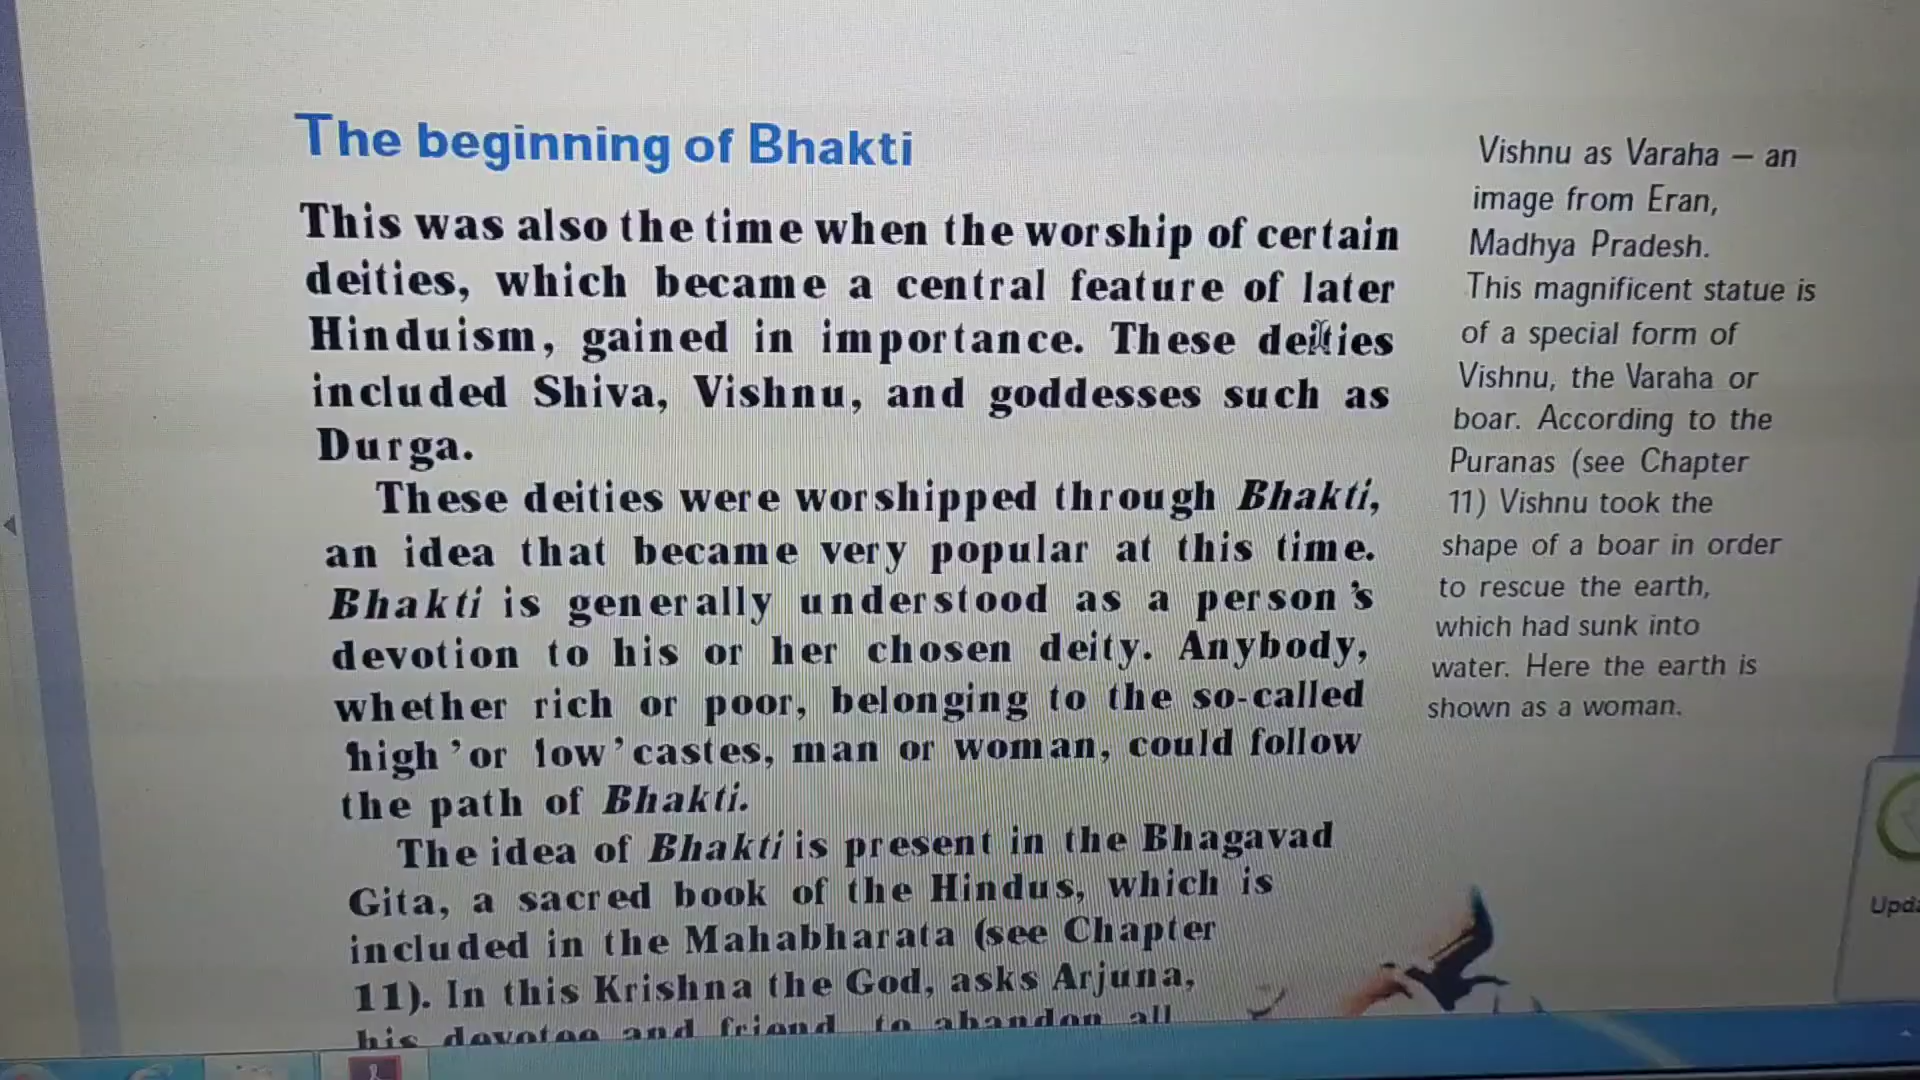 The beginning of Bhakti
This was also the time when the worship of certain
deities, which became a central feature of later
Hinduism, gained in importance. These deities
included Shiva, Vishnu, and goddesses such as
Durga.
These deities were worshipped through Bhakti,
an idea that became very popular at this time.
Bhakti is generally understood as a person's
devotion to his or her chosen deity. Anybody,
whether rich or poor, belonging to the so-called
high' or low' castes, man or woman, could follow
the path of Bhakti.
The idea of Bhakti is present in the Bhagavad
Gita, a sacred book of the Hindus, which is
included in the Mahabharata (see Chapter
11). In this Krishna the God, asks Arjuna,
his devotee and friend, to abandon all
Vishnu as Varaha – an
image from Eran,
Madhya Pradesh.
This magnificent statue is
of a special form of
Vishnu, the Varaha or
boar. According to the
Puranas (see Chapter
11) Vishnu took the
shape of a boar in order
to rescue the earth,
which had sunk into
water. Here the earth is
shown as a woman.